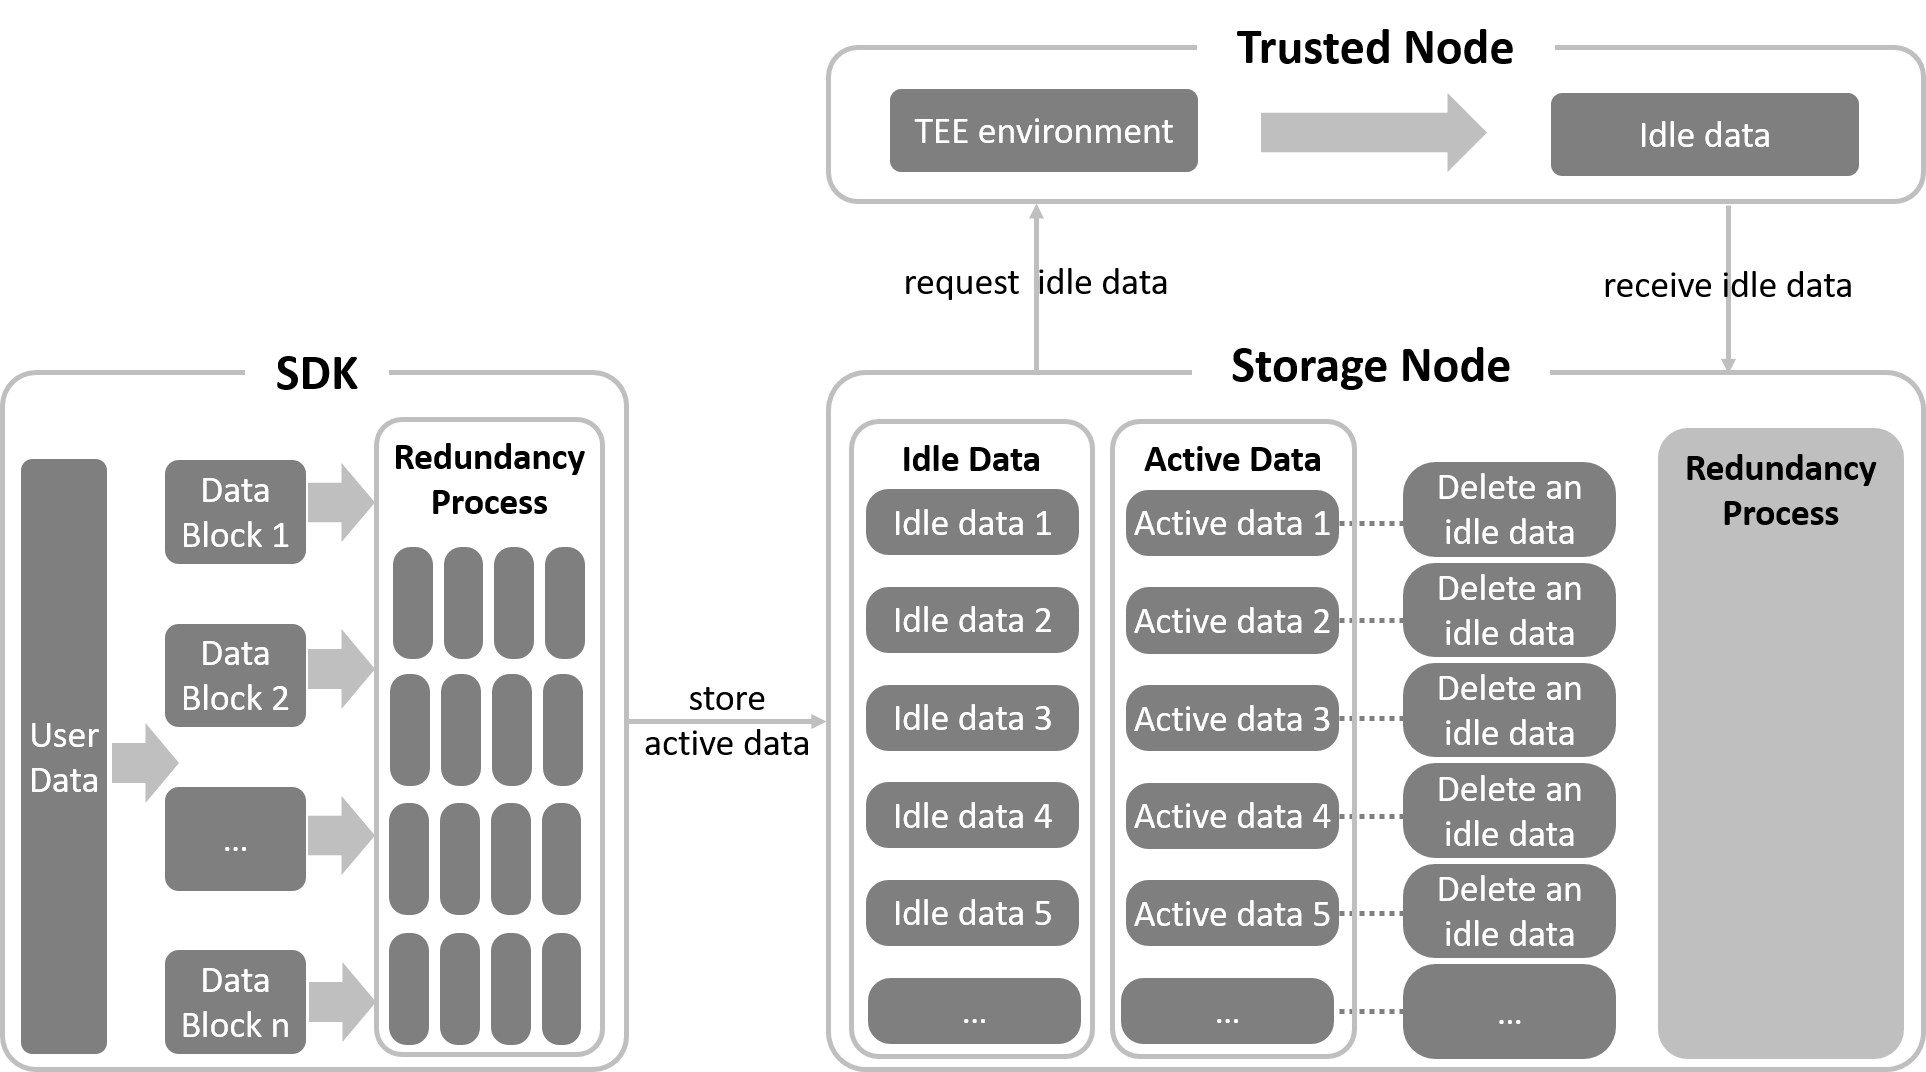 Trusted Node
TEE environment
Idle data
request idle data
receive idle data
SDK
User
Data
Data
Block 1
Data
Block 2
...
Data
Block n
Redundancy
Process
store
active data
Storage Node
Idle Data
Idle data 1
Idle data 2
Idle data 3
Idle data 4
Idle data 5
...
Active Data
Active data 1
Active data 2
Active data 3
Active data 4
Active data 5
...
Delete an
idle data
Delete an
idle data
Delete an
idle data
Delete an
idle data
Delete an
idle data
...
Redundancy
Process